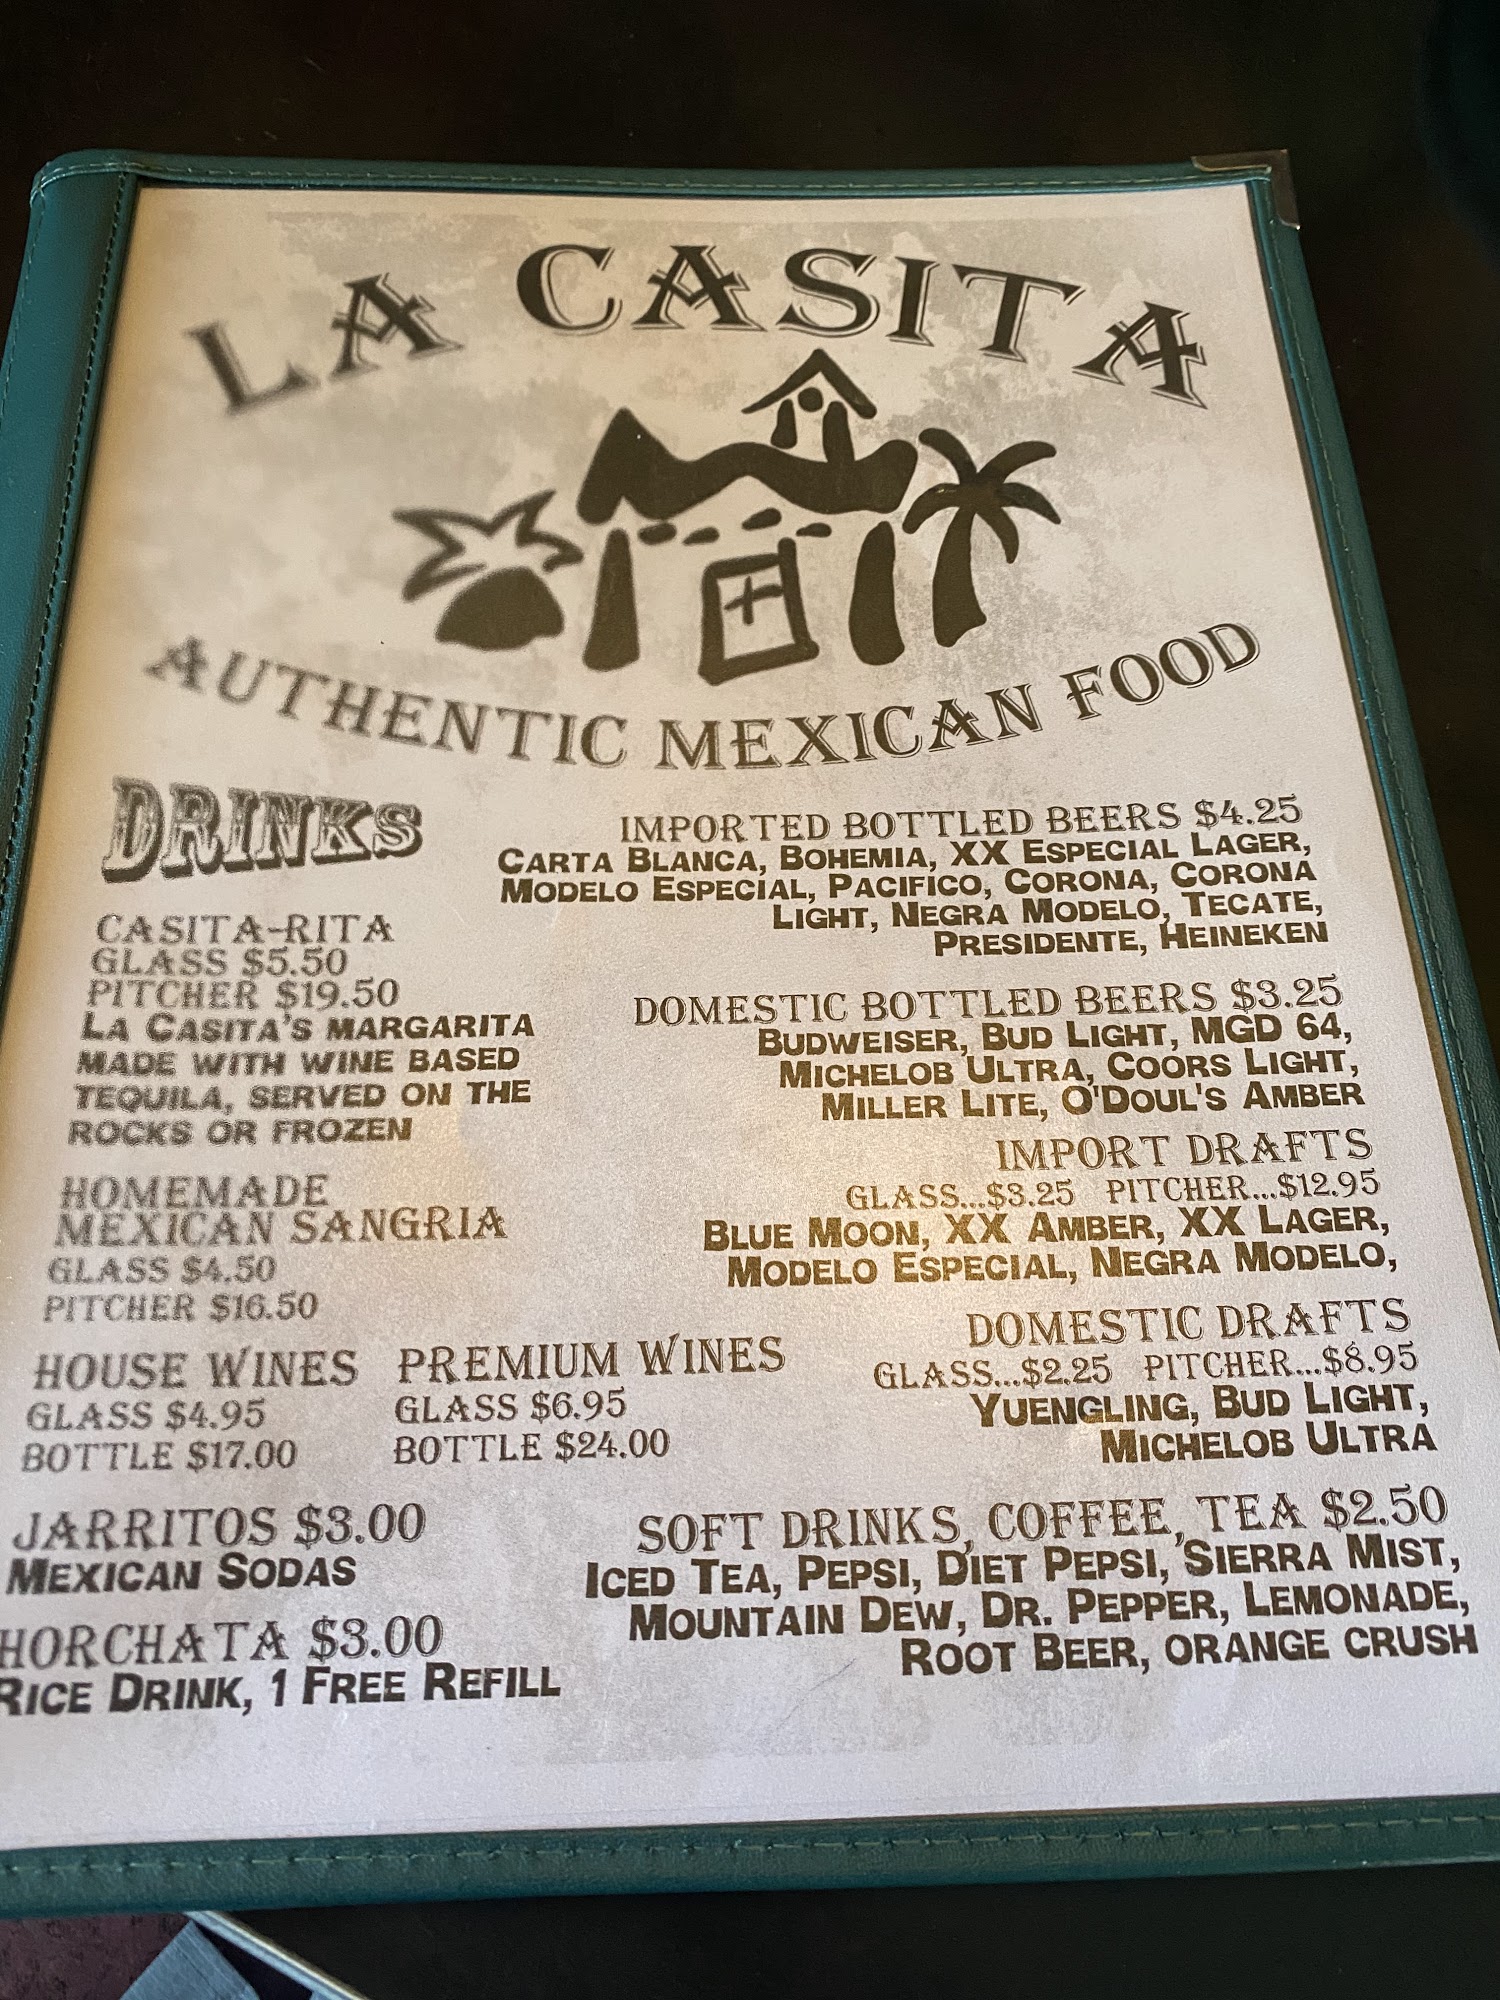 LA CASITA
AUTHENTIC MEXICAN FOOD
DRINKS
CASITA-RITA
GLASS $5.50
PITCHER $19.50
LA CASITA'S MARGARITA
MADE WITH WINE BASED
TEQUILA, SERVED ON THE
ROCKS OR FROZEN
HOMEMADE
MEXICAN SANGRIA
GLASS $4.50
PITCHER $16.50
HOUSE WINES
GLASS $4.95
BOTTLE $17.00
PREMIUM WINES
GLASS $6.95
BOTTLE $24.00
JARRITOS $3.00
MEXICAN SODAS
HORCHATA $3.00
RICE DRINK, 1 FREE REFILL
IMPORTED BOTTLED BEERS $4.25
CARTA BLANCA, BOHEMIA, XX ESPECIAL LAGER,
MODELO ESPECIAL, PACIFICO, CORONA, CORONA
LIGHT, NEGRA MODELO, TECATE,
PRESIDENTE, HEINEKEN
DOMESTIC BOTTLED BEERS $3.25
BUDWEISER, BUD LIGHT, MGD 64,
MICHELOB ULTRA, COORS LIGHT,
MILLER LITE, O'DOUL'S AMBER
IMPORT DRAFTS
GLASS...$3.25 PITCHER...$12.95
BLUE MOON, XX AMBER, XX LAGER,
MODELO ESPECIAL, NEGRA MODELO,
DOMESTIC DRAFTS
GLASS...$2.25 PITCHER...$8.95
YUENGLING, BUD LIGHT,
MICHELOB ULTRA
SOFT DRINKS, COFFEE, TEA $2.50
ICED TEA, PEPSI, DIET PEPSI, SIERRA MIST,
MOUNTAIN DEW, DR. PEPPER, LEMONADE,
ROOT BEER, ORANGE CRUSH